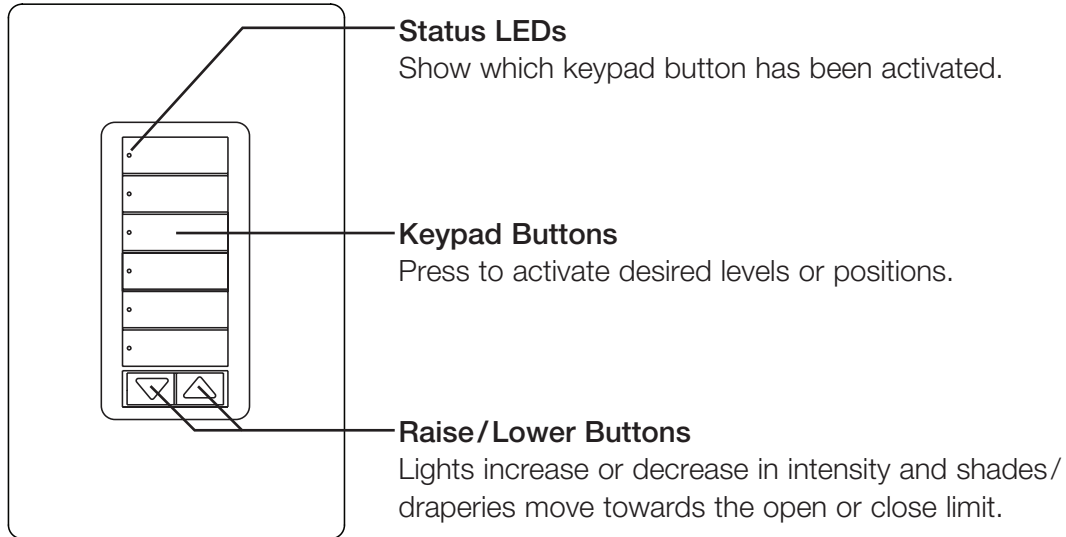 Status LEDs
Show which keypad button has been activated.
Keypad Buttons
Press to activate desired levels or positions.
Raise/Lower Buttons
Lights increase or decrease in intensity and shades/
draperies move towards the open or close limit.